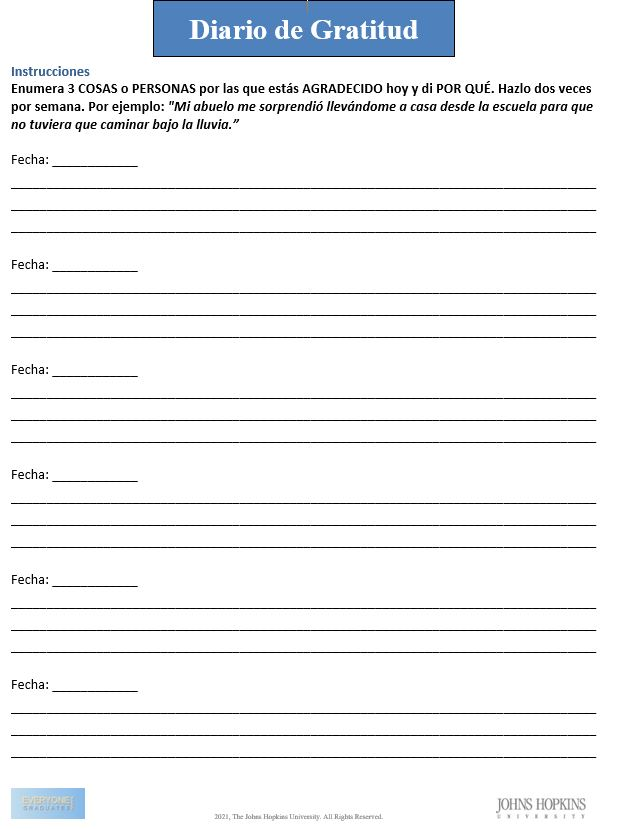 Diario de Gratitud
Instrucciones
Enumera 3 COSAS o PERSONAS por las que estás AGRADECIDO hoy y di POR QUÉ. Hazlo dos veces
por semana. Por ejemplo: "Mi abuelo me sorprendió llevándome a casa desde la escuela para que
no tuviera que caminar bajo la lluvia.”
Fecha: ____________
Fecha: ____________
Fecha: ____________
Fecha: ____________
Fecha: ____________
Fecha: ____________
EVERYONE
GRADUATES
2021, The Johns Hopkins University. All Rights Reserved.
JOHNS HOPKINS
UNIVERSITY